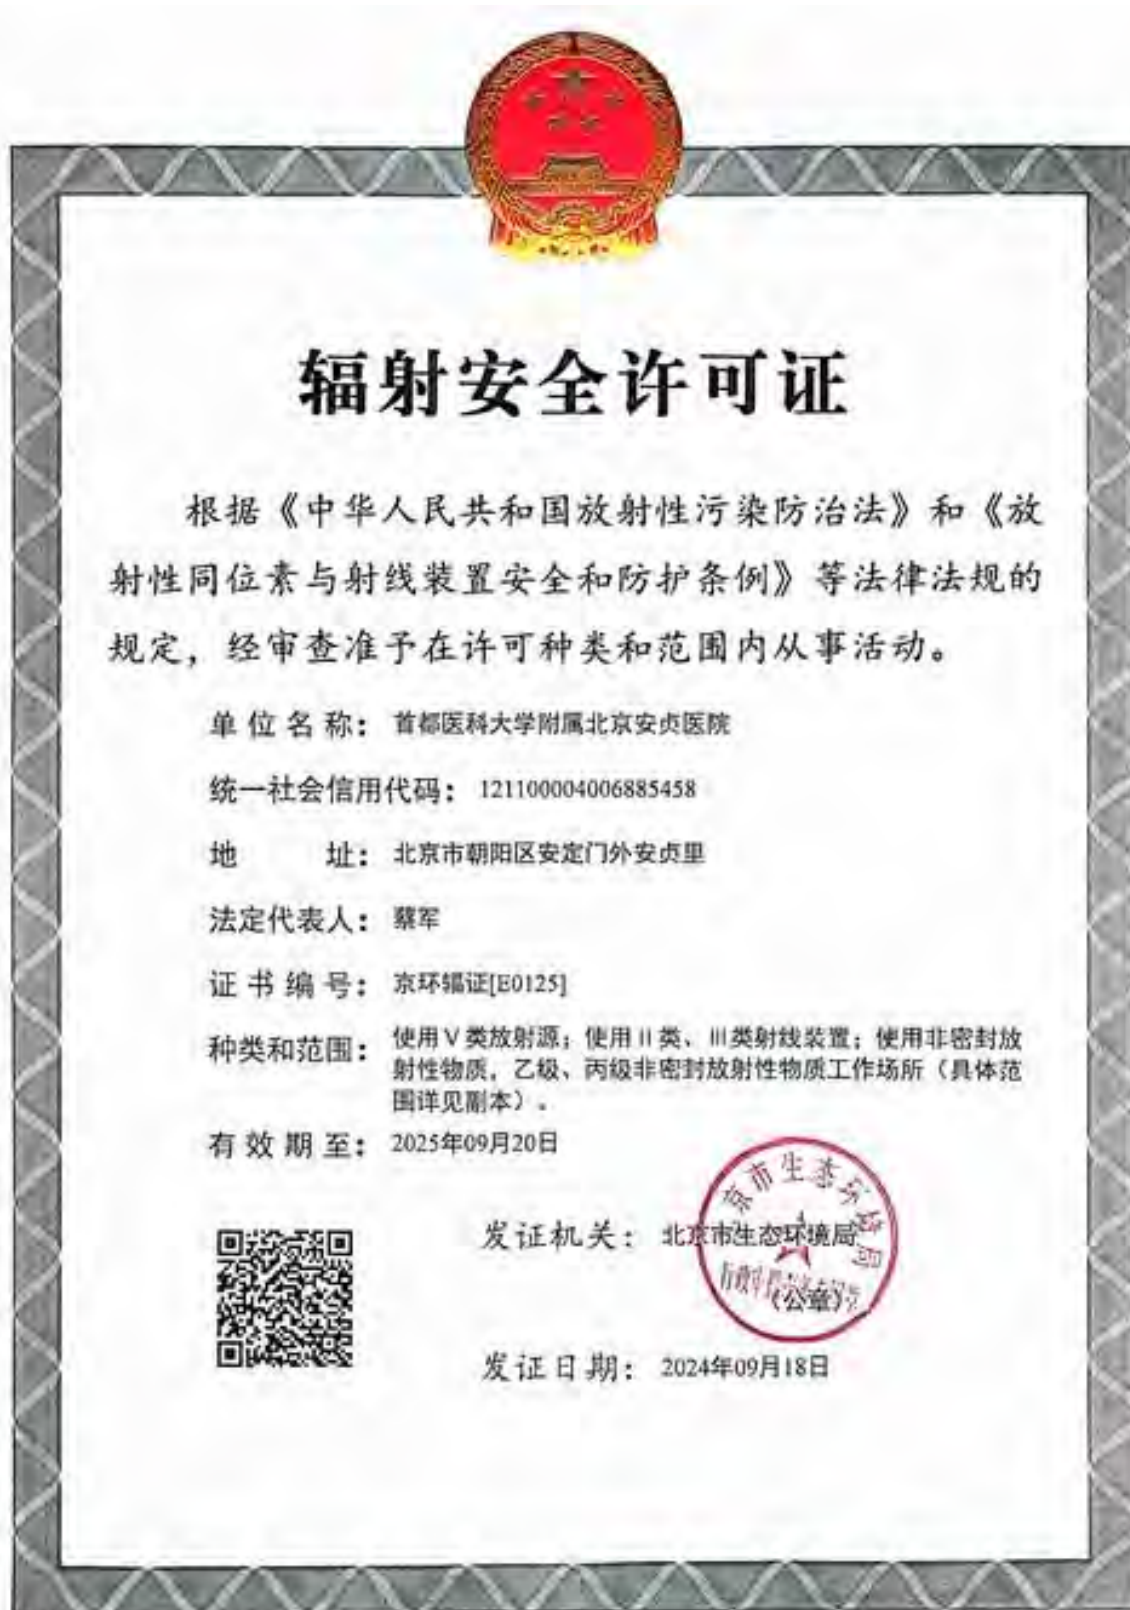 辐射安全许可证
根据《中华人民共和国放射性污染防治法》和《放
射性同位素与射线装置安全和防护条例》等法律法规的
规定，经审查准予在许可种类和范围内从事活动。
单位名称：首都医科大学附属北京安贞医院
统一社会信用代码：121100004006885458
地址：北京市朝阳区安定门外安贞里
法定代表人：蔡军
证书编号：京环辐证[E0125]
种类和范围：使用Ⅴ类放射源；使用Ⅱ类、Ⅲ类射线装置；使用非密封放
射性物质，乙级、丙级非密封放射性物质工作场所（具体范
围详见副本）。
有效期至：2025年09月20日
京市生态环境局
发证机关：北京市生态环境局
（公章）
发证日期：2024年09月18日